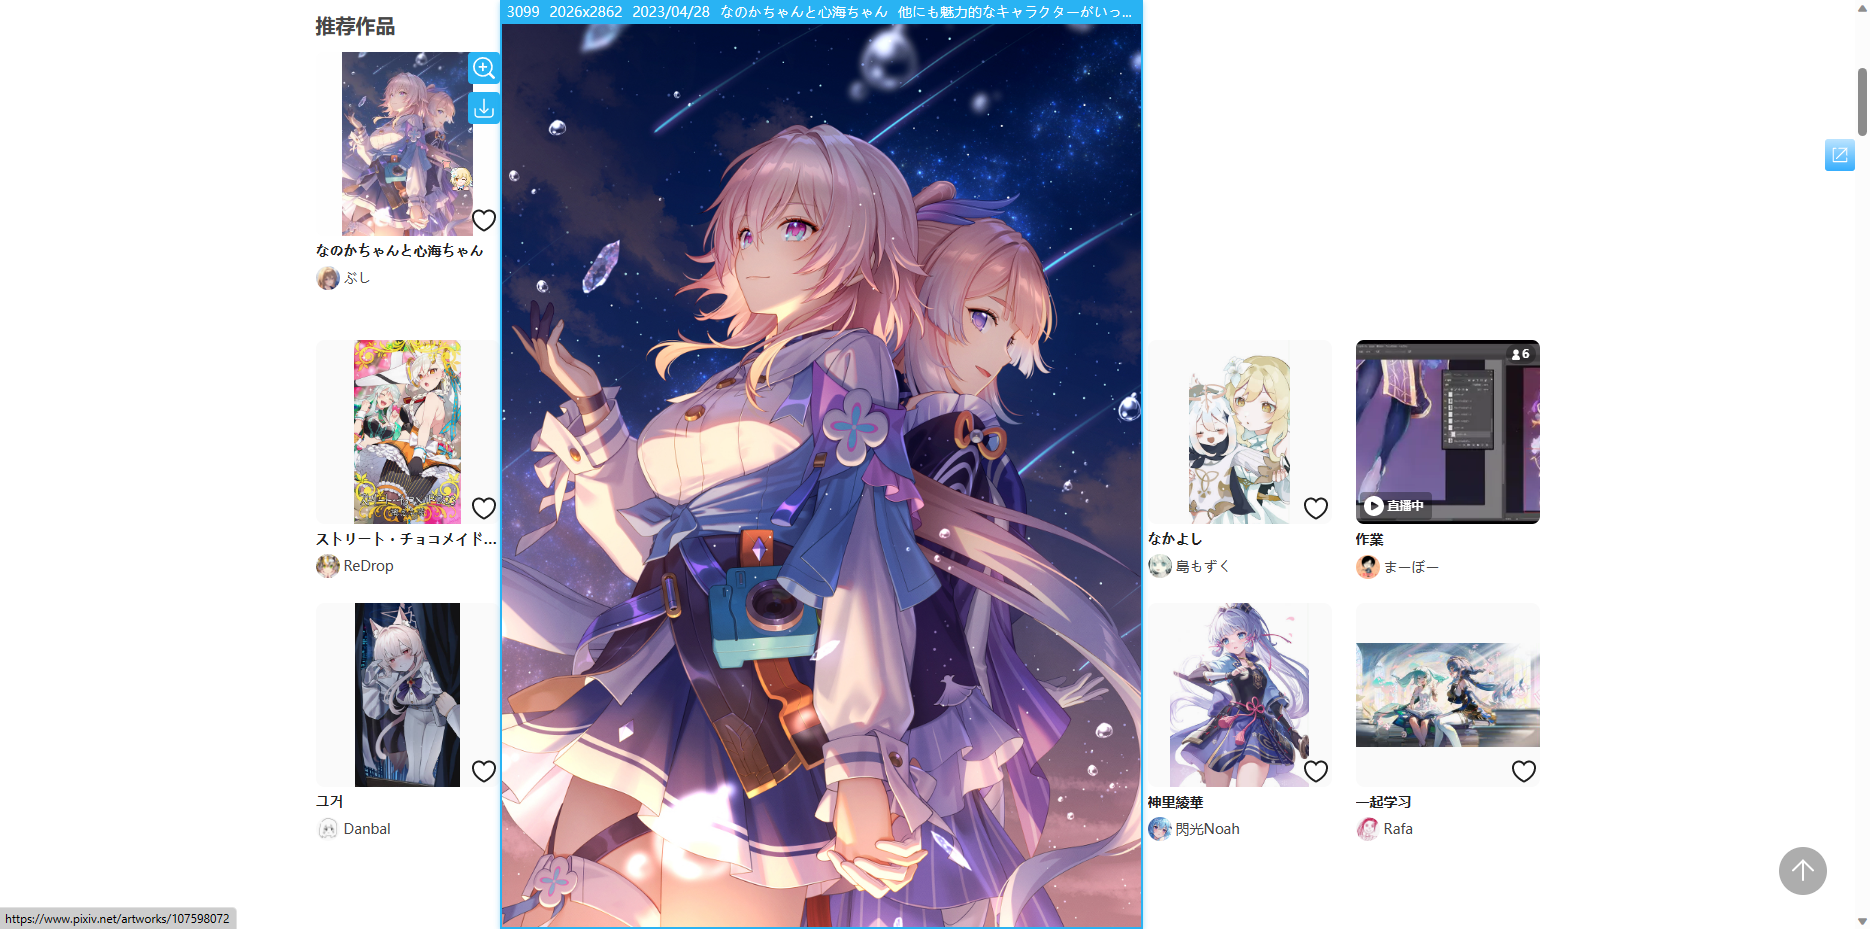 推荐作品
3099 2026x2862 2023/04/28 なのかちゃんと心海ちゃん 他にも魅力的なキャラクターがいっ...
なのかちゃんと心海ちゃん
ぶし
6
直播中
ストリート・チョコメイド...
ReDrop
なかよし
島もずく
作業
まーぼー
그거
Danbal
神里綾華
閃光Noah
一起学习
Rafa
https://www.pixiv.net/artworks/107598072